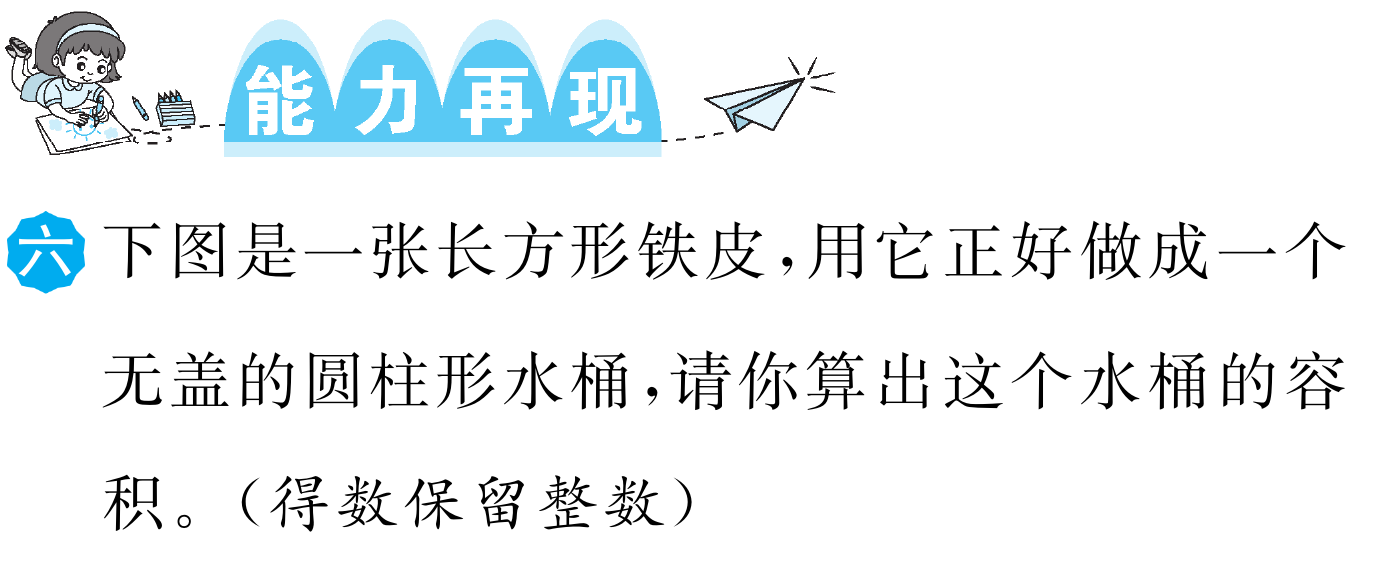 能力再现
六 下图是一张长方形铁皮,用它正好做成一个
无盖的圆柱形水桶,请你算出这个水桶的容
积。(得数保留整数)